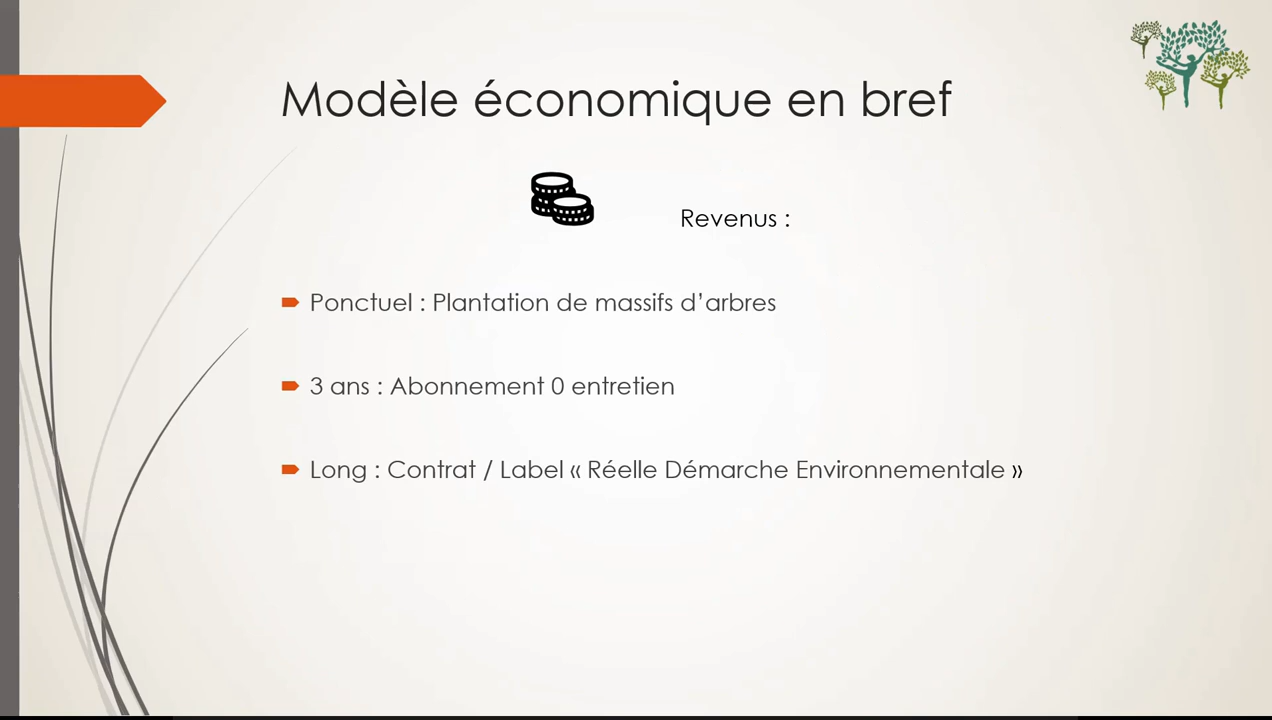 Modèle économique en bref
Revenus :
Ponctuel : Plantation de massifs d’arbres
3 ans : Abonnement 0 entretien
Long : Contrat / Label « Réelle Démarche Environnementale »